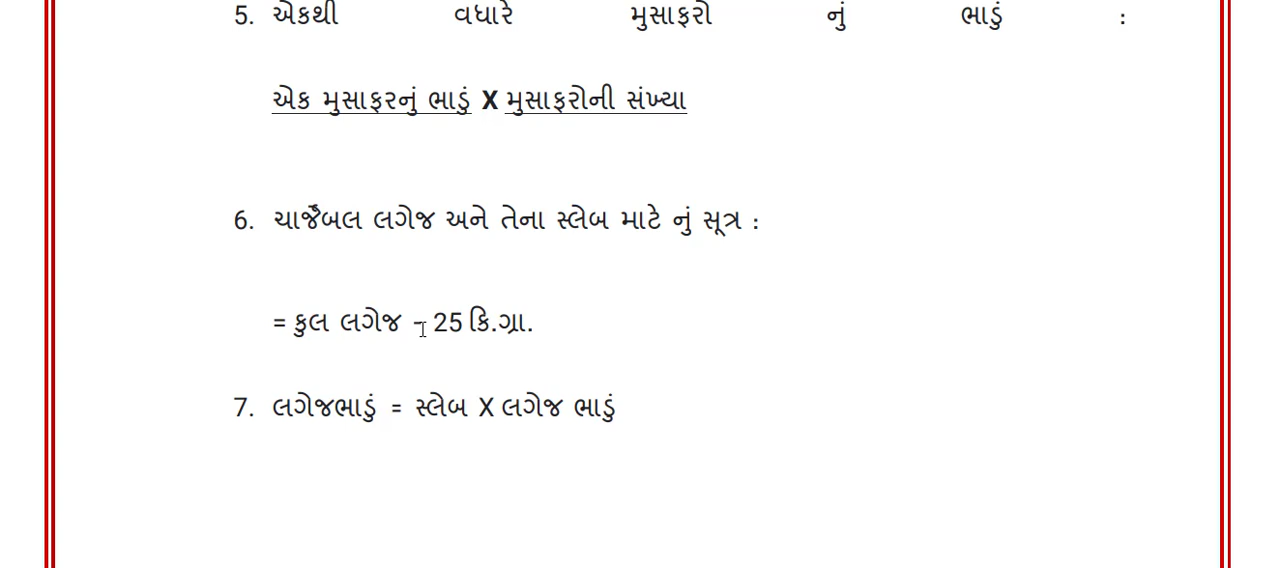 5. એકથી વધારે મુસાફરો નું ભાડું :
એક મુસાફરનું ભાડું X મુસાફરોની સંખ્યા
6. ચાર્જૅબલ લગેજ અને તેના સ્લેબ માટે નું સૂત્ર :
= કુલ લગેજ - 25 કિ.ગ્રા.
7. લગેજભાડું = સ્લેબ X લગેજ ભાડું